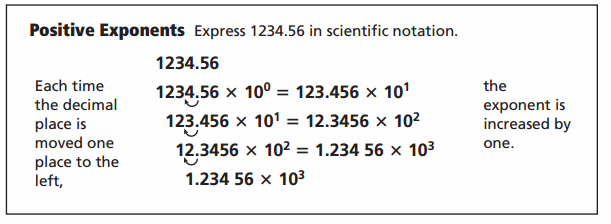 Positive Exponents Express 1234.56 in scientific notation.
1234.56
Each time
the decimal
place is
moved one
place to the
left,
1234.56 × 10⁰ = 123.456 × 10¹
123.456 × 10¹ = 12.3456 × 10²
12.3456 × 10² = 1.234 56 × 10³
1.234 56 × 10³
the
exponent is
increased by
one.